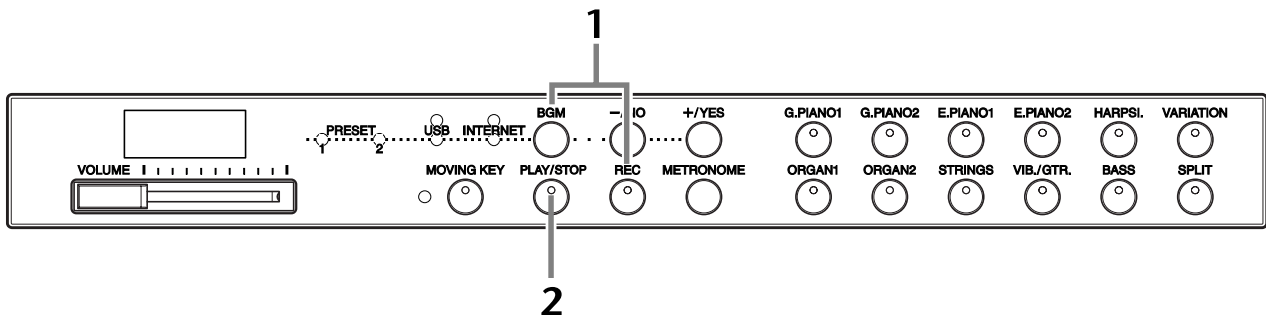 1
BGM −/NO +/YES G.PIANO1 G.PIANO2 E.PIANO1 E.PIANO2 HARPSI. VARIATION
PRESET USB INTERNET
1 2
VOLUME MOVING KEY PLAY/STOP REC METRONOME ORGAN1 ORGAN2 STRINGS VIB./GTR. BASS SPLIT
2